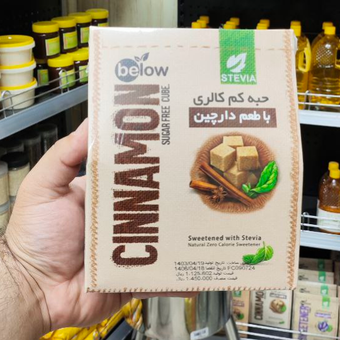 below
STEVIA
حبه کم کالری
با طعم دارچین
CINNAMON
SUGAR FREE CUBE.
Sweetened with Stevia
Natural Zero Calorie Sweetener